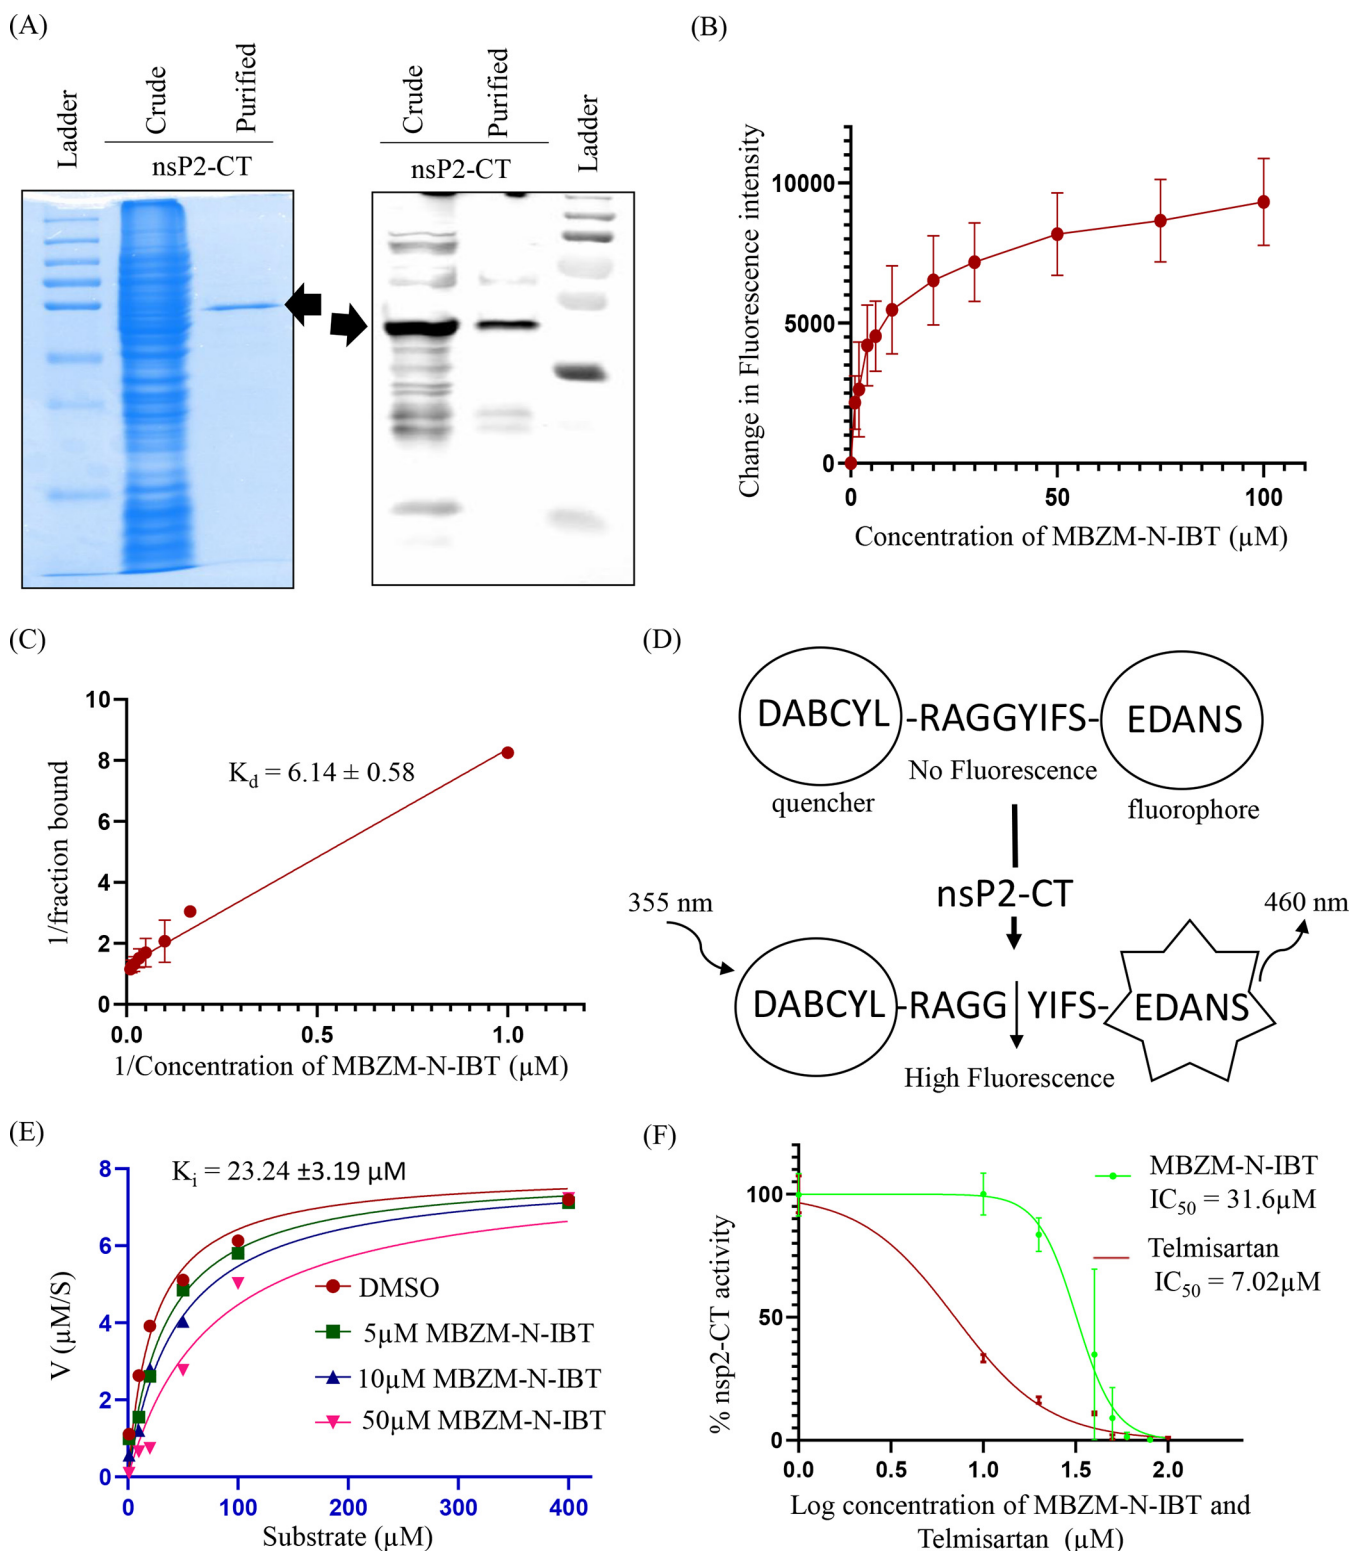 (A)
Ladder
Crude
Purified
nsP2-CT
Crude
Purified
Ladder
nsP2-CT
(B)
Change in Fluorescence intensity
10000
5000
0
0 50 100
Concentration of MBZM-N-IBT (µM)
(C)
1/fraction bound
10
8
6
4
2
0
K_d = 6.14 ± 0.58
0.0 0.5 1.0
1/Concentration of MBZM-N-IBT (µM)
(D)
DABCYL -RAGGYIFS- EDANS
No Fluorescence
quencher
fluorophore
nsP2-CT
355 nm
460 nm
DABCYL -RAGG YIFS- EDANS
High Fluorescence
(E)
K_i = 23.24 ±3.19 µM
V (µM/S)
8
6
4
2
0
DMSO
5µM MBZM-N-IBT
10µM MBZM-N-IBT
50µM MBZM-N-IBT
0 100 200 300 400
Substrate (µM)
(F)
% nsp2-CT activity
100
50
0
MBZM-N-IBT
IC50 = 31.6µM
Telmisartan
IC50 = 7.02µM
0.0 0.5 1.0 1.5 2.0
Log concentration of MBZM-N-IBT and
Telmisartan (µM)